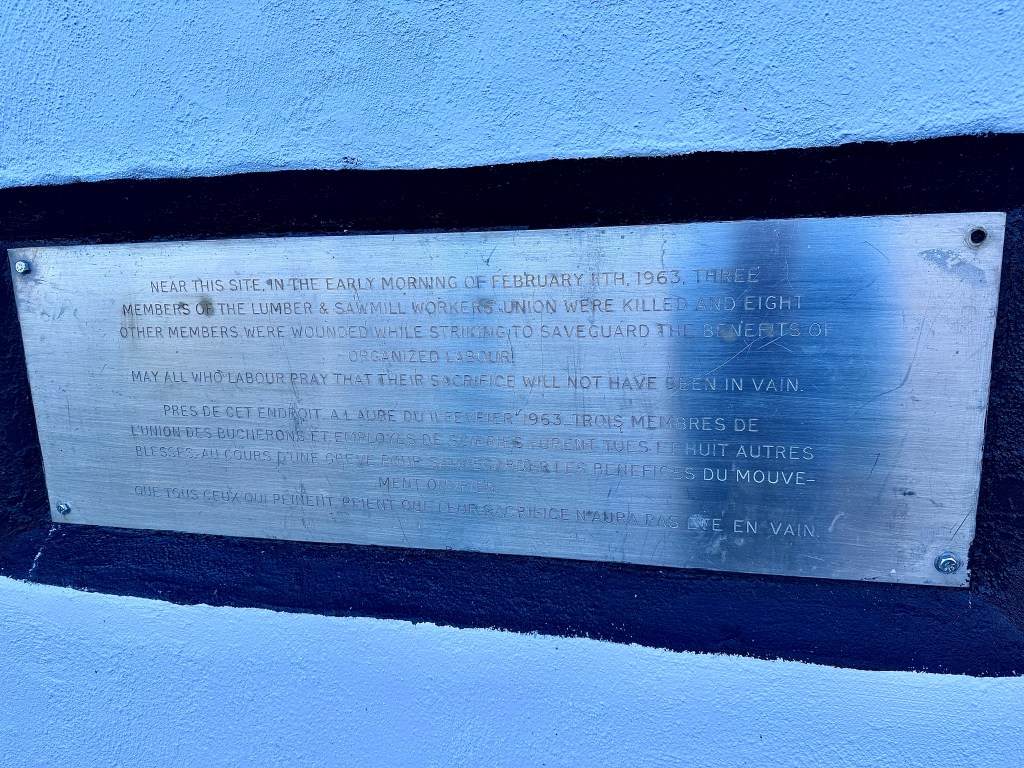 NEAR THIS SITE, IN THE EARLY MORNING OF FEBRUARY 11TH, 1963, THREE
MEMBERS OF THE LUMBER & SAWMILL WORKERS UNION WERE KILLED AND EIGHT
OTHER MEMBERS WERE WOUNDED WHILE STRIKING TO SAVEGUARD THE BENEFITS OF
ORGANIZED LABOUR.
MAY ALL WHO LABOUR PRAY THAT THEIR SACRIFICE WILL NOT HAVE BEEN IN VAIN.
PRES DE CET ENDROIT, A L'AUBE DU 11 FEVRIER 1963, TROIS MEMBRES DE
L'UNION DES BUCHERONS ET EMPLOYES DE SCIERIES FURENT TUES ET HUIT AUTRES
BLESSES, AU COURS D'UNE GREVE POUR SAUVEGARDER LES BENEFICES DU MOUVE-
MENT OUVRIER.
QUE TOUS CEUX QUI PEINENT, PRIENT QUE LEUR SACRIFICE N'AURA PAS ETE EN VAIN.